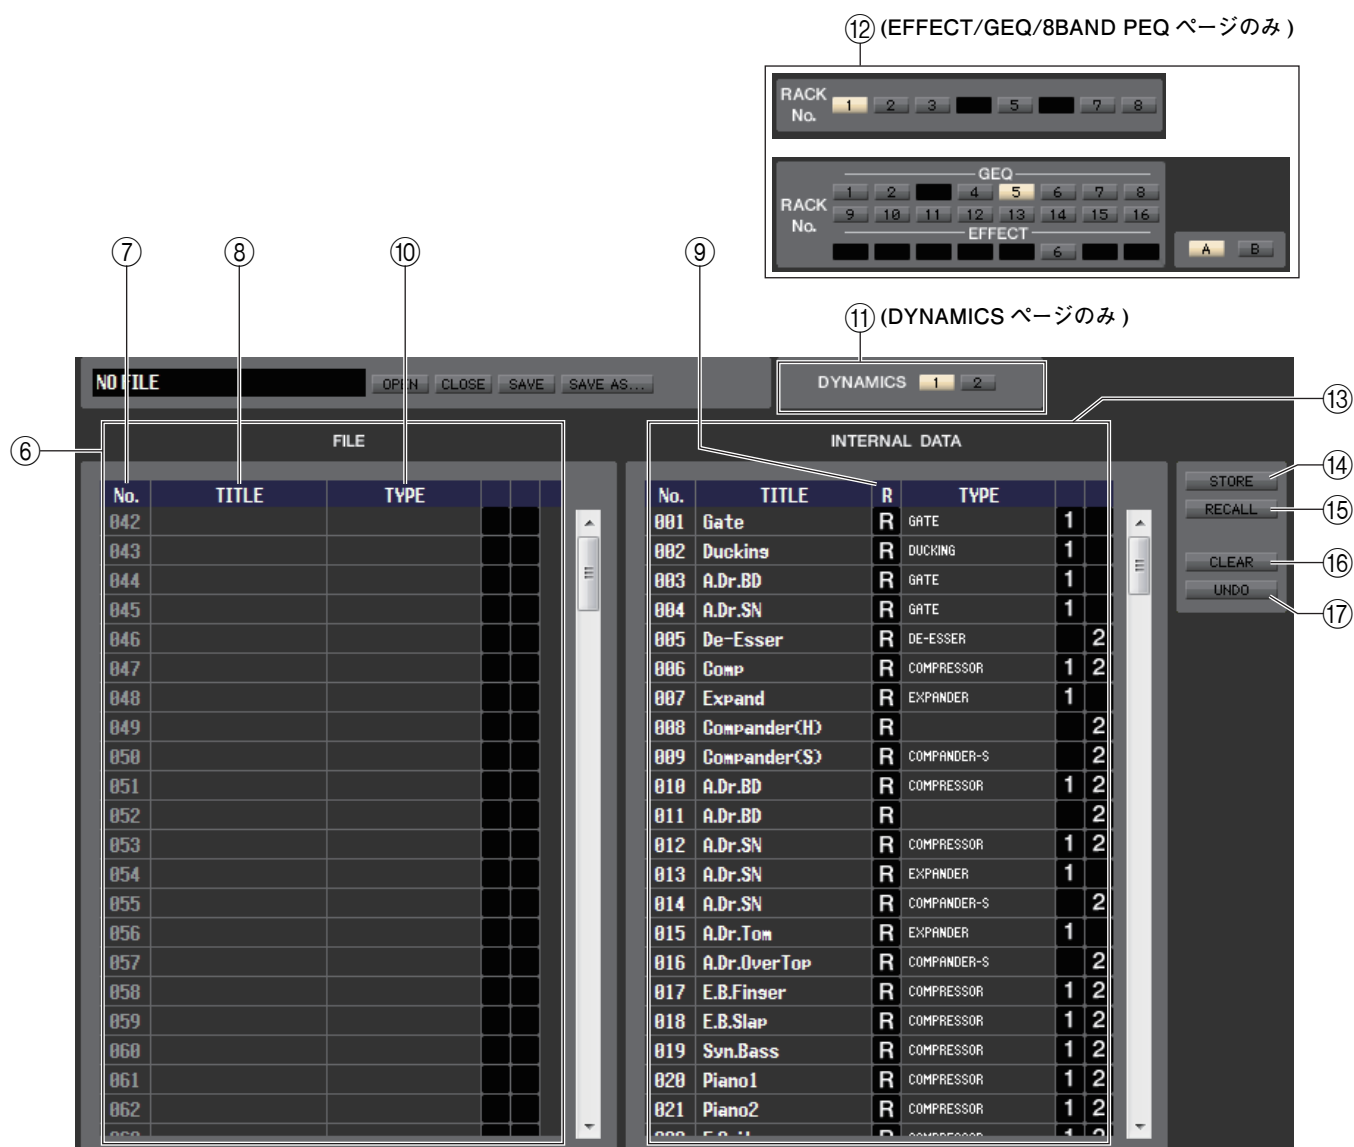 ⑫ (EFFECT/GEQ/8BAND PEQ ページのみ )
RACK No. 1 2 3 5 7 8
GEQ
RACK No.
1 2 4 5 6 7 8
9 10 11 12 13 14 15 16
EFFECT
6
A B
⑦ ⑧ ⑩ ⑨
⑪ (DYNAMICS ページのみ )
NO FILE OPEN CLOSE SAVE SAVE AS...
DYNAMICS 1 2
⑬
⑥
FILE
No. TITLE TYPE
042
043
044
045
046
047
048
049
050
051
052
053
054
055
056
057
058
059
060
061
062
INTERNAL DATA
No. TITLE R TYPE
001 Gate R GATE 1
002 Ducking R DUCKING 1
003 A.Dr.BD R GATE 1
004 A.Dr.SN R GATE 1
005 De-Esser R DE-ESSER 2
006 Comp R COMPRESSOR 1 2
007 Expand R EXPANDER 1
008 Compander(H) R 2
009 Compander(S) R COMPANDER-S 2
010 A.Dr.BD R COMPRESSOR 1 2
011 A.Dr.BD R 2
012 A.Dr.SN R COMPRESSOR 1 2
013 A.Dr.SN R EXPANDER 1
014 A.Dr.SN R COMPANDER-S 2
015 A.Dr.Tom R EXPANDER 1
016 A.Dr.OverTop R COMPANDER-S 2
017 E.B.Finger R COMPRESSOR 1 2
018 E.B.Slap R COMPRESSOR 1 2
019 Syn.Bass R COMPRESSOR 1 2
020 Piano1 R COMPRESSOR 1 2
021 Piano2 R COMPRESSOR 1 2
STORE ⑭
RECALL ⑮
CLEAR ⑯
UNDO ⑰